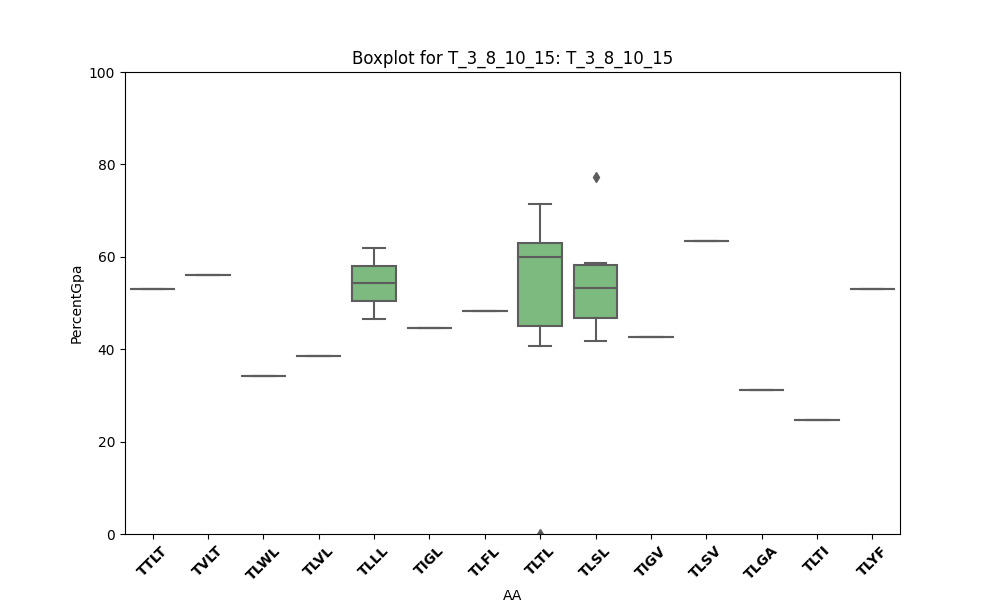 Boxplot for T_3_8_10_15: T_3_8_10_15
PercentGpa
100
80
60
40
20
0
TTLT TVLT TLWL TLVL TLLL TIGL TLFL TLTL TLSL TIGV TLSV TLGA TLTI TLYF
AA